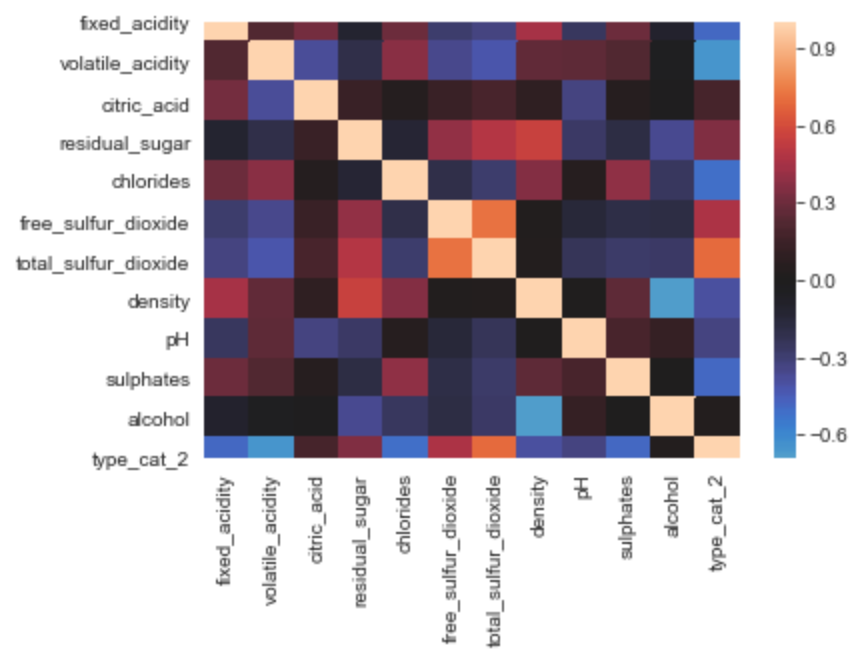 fixed_acidity
volatile_acidity
citric_acid
residual_sugar
chlorides
free_sulfur_dioxide
total_sulfur_dioxide
density
pH
sulphates
alcohol
type_cat_2
fixed_acidity
volatile_acidity
citric_acid
residual_sugar
chlorides
free_sulfur_dioxide
total_sulfur_dioxide
density
pH
sulphates
alcohol
type_cat_2
0.9
0.6
0.3
0.0
−0.3
−0.6